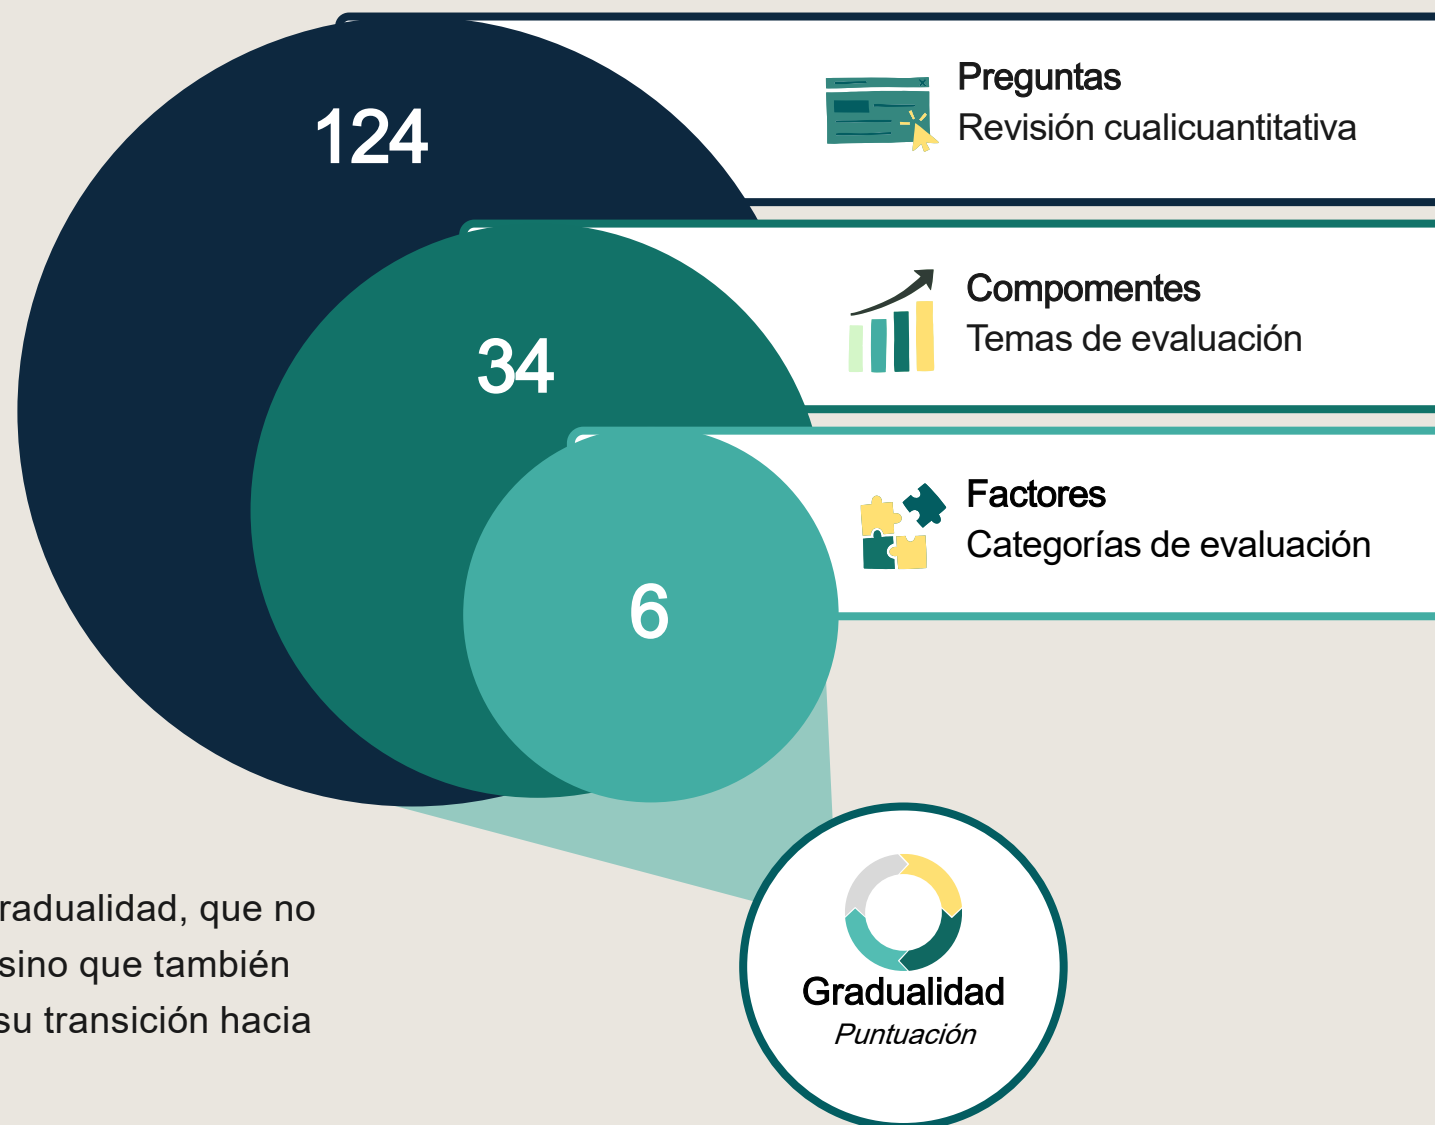 124
Preguntas
Revisión cualicuantitativa
34
Compomentes
Temas de evaluación
6
Factores
Categorías de evaluación
radualidad, que no
sino que también
su transición hacia
Gradualidad
Puntuación